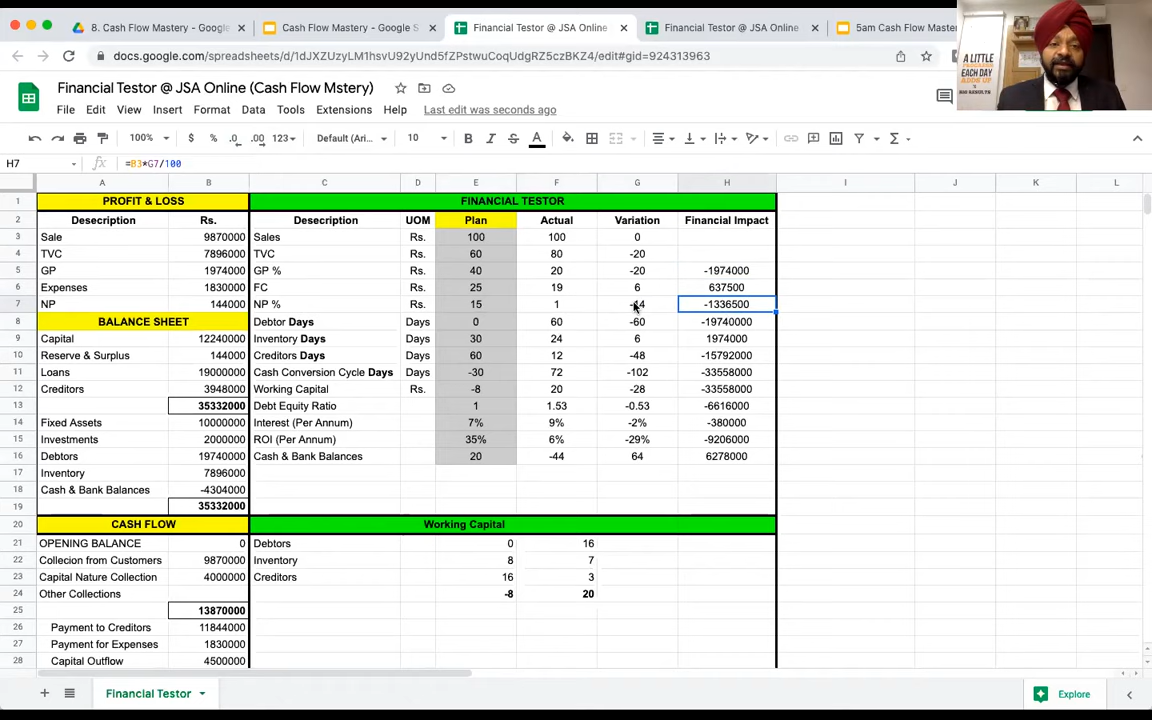 8. Cash Flow Mastery - Google
Cash Flow Mastery - Google S
Financial Testor @ JSA Online (
Financial Testor @ JSA Online
5am Cash Flow Maste
docs.google.com/spreadsheets/d/1dJXZUzyLM1hsvU92yUnd5fZPstwuCoqUdgRZ5czBKZ4/edit#gid=924313963
A LITTLE
EACH DAY
BIG RESULTS
Financial Testor @ JSA Online (Cash Flow Mstery)
File Edit View Insert Format Data Tools Extensions Help Last edit was seconds ago
100% $ % .0 .00 123 Default (Ari... 10 B I S A
H7 fx =B3*G7/100
A B C D E F G H I J K L
1 PROFIT & LOSS FINANCIAL TESTOR
2 Desecription Rs. Desecription UOM Plan Actual Variation Financial Impact
3 Sale 9870000 Sales Rs. 100 100 0
4 TVC 7896000 TVC Rs. 60 80 -20
5 GP 1974000 GP % Rs. 40 20 -20 -1974000
6 Expenses 1830000 FC Rs. 25 19 6 637500
7 NP 144000 NP % Rs. 15 1 -14 -1336500
8 BALANCE SHEET Debtor Days Days 0 60 -60 -19740000
9 Capital 12240000 Inventory Days Days 30 24 6 1974000
10 Reserve & Surplus 144000 Creditors Days Days 60 12 -48 -15792000
11 Loans 19000000 Cash Conversion Cycle Days Days -30 72 -102 -33558000
12 Creditors 3948000 Working Capital Rs. -8 20 -28 -33558000
13 35332000 Debt Equity Ratio 1 1.53 -0.53 -6616000
14 Fixed Assets 10000000 Interest (Per Annum) 7% 9% -2% -380000
15 Investments 2000000 ROI (Per Annum) 35% 6% -29% -9206000
16 Debtors 19740000 Cash & Bank Balances 20 -44 64 6278000
17 Inventory 7896000
18 Cash & Bank Balances -4304000
19 35332000
20 CASH FLOW Working Capital
21 OPENING BALANCE 0 Debtors 0 16
22 Collecion from Customers 9870000 Inventory 8 7
23 Capital Nature Collection 4000000 Creditors 16 3
24 Other Collections -8 20
25 13870000
26 Payment to Creditors 11844000
27 Payment for Expenses 1830000
28 Capital Outflow 4500000
Financial Testor
Explore